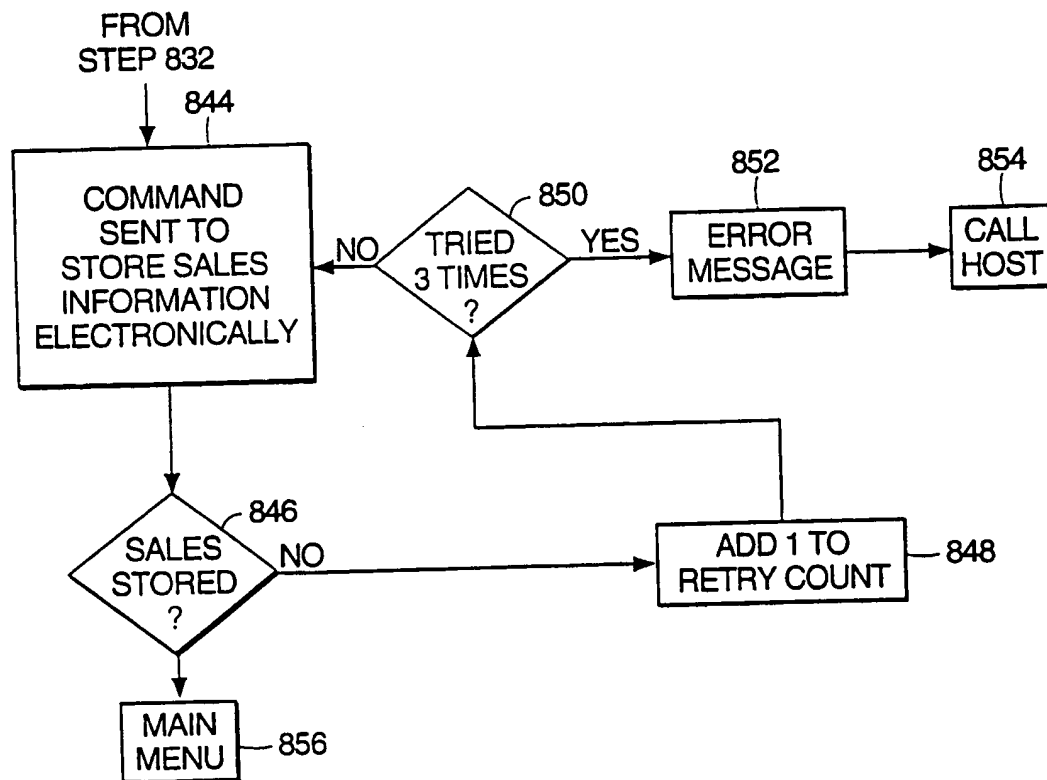 FROM
STEP 832
844
COMMAND
SENT TO
STORE SALES
INFORMATION
ELECTRONICALLY
NO
850
TRIED
3 TIMES
?
YES
852
ERROR
MESSAGE
854
CALL
HOST
846
SALES
STORED
?
NO
ADD 1 TO
RETRY COUNT
848
MAIN
MENU
856